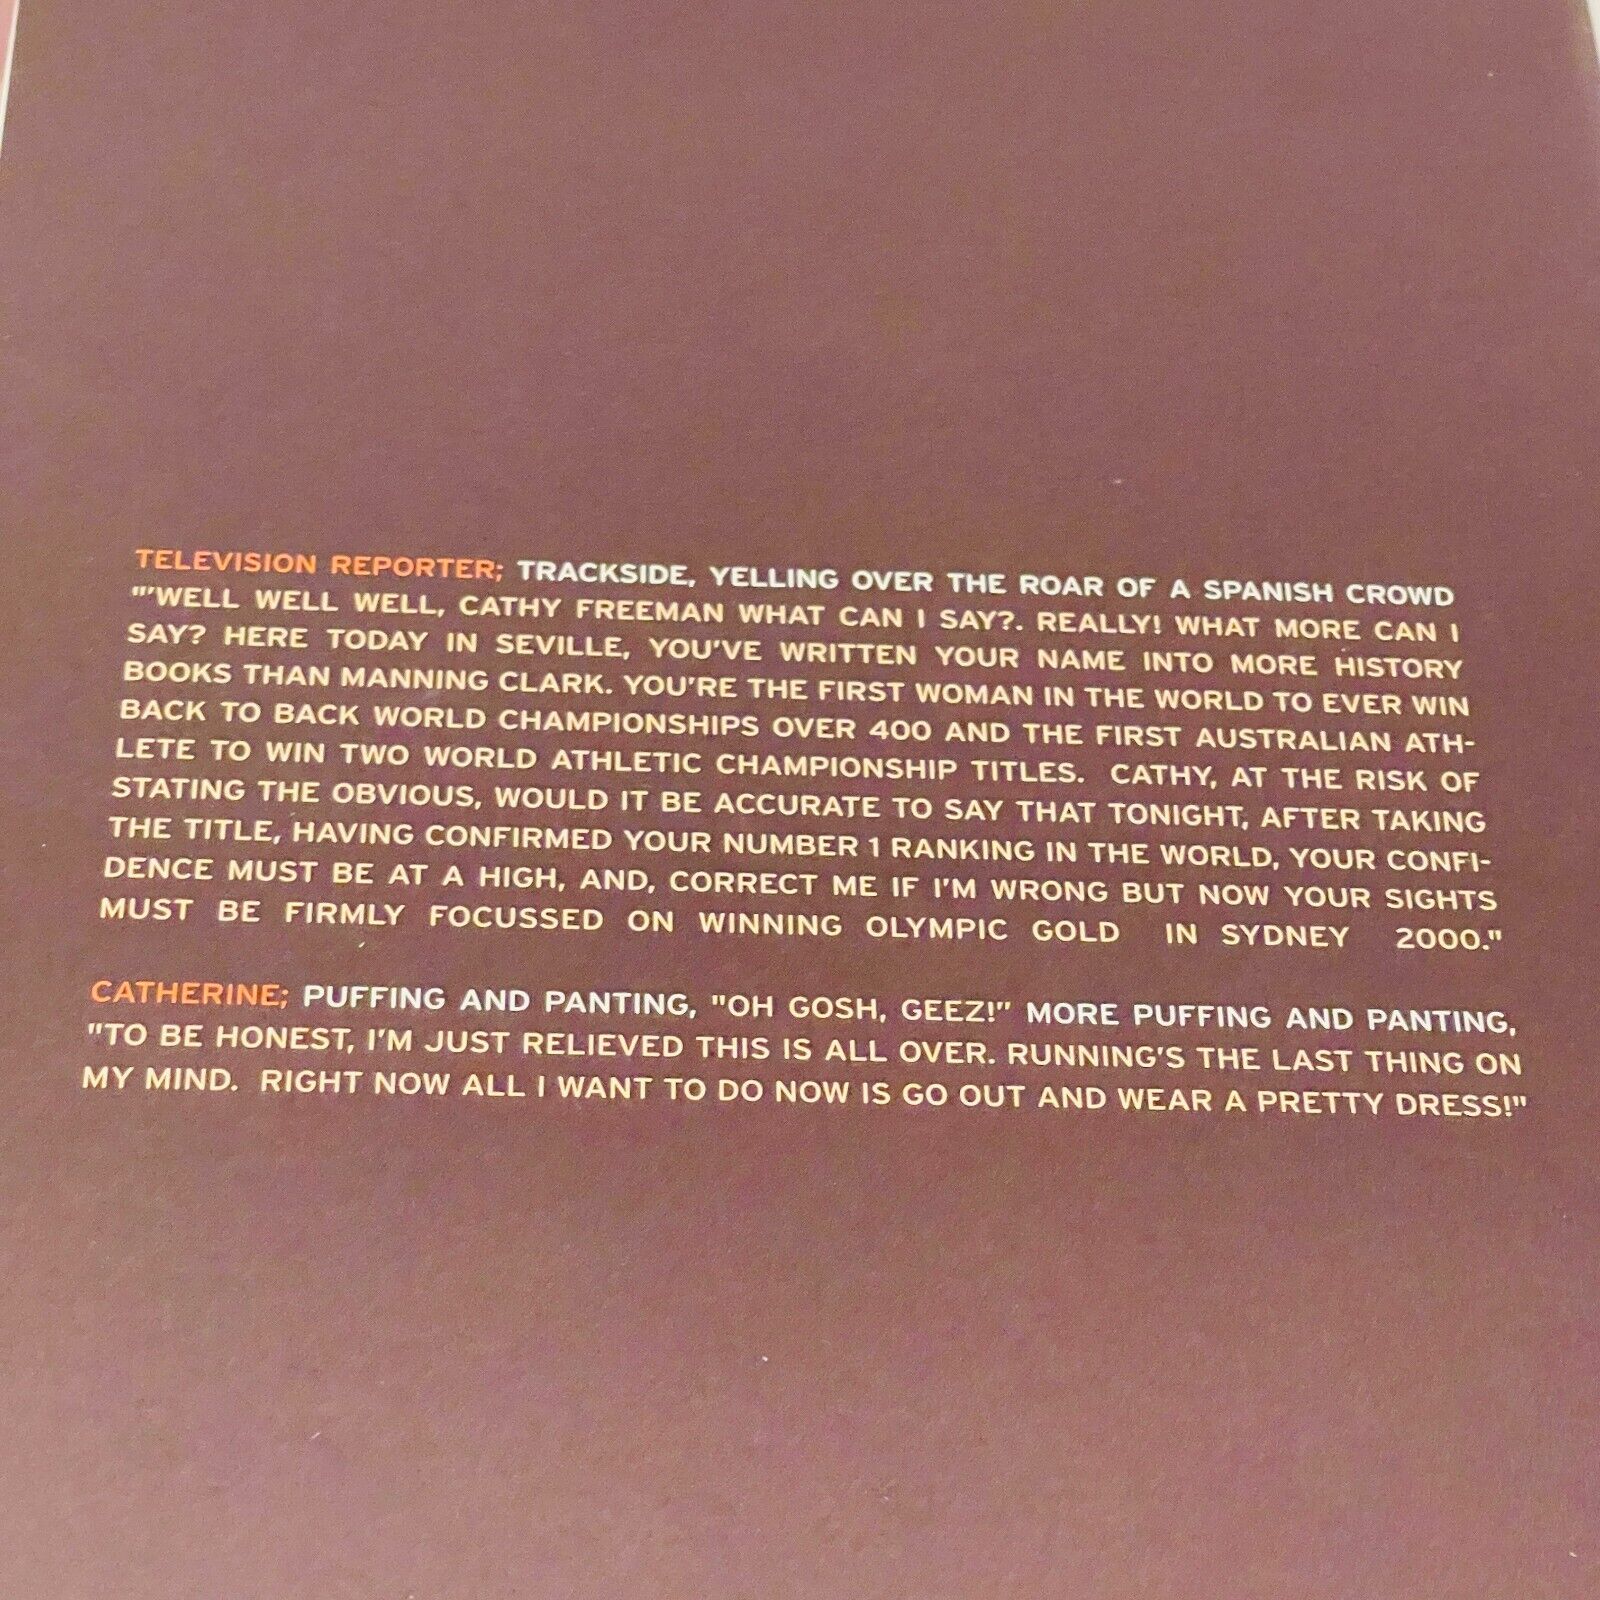 TELEVISION REPORTER; TRACKSIDE, YELLING OVER THE ROAR OF A SPANISH CROWD
"'WELL WELL WELL, CATHY FREEMAN WHAT CAN I SAY?. REALLY! WHAT MORE CAN I
SAY? HERE TODAY IN SEVILLE, YOU'VE WRITTEN YOUR NAME INTO MORE HISTORY
BOOKS THAN MANNING CLARK. YOU'RE THE FIRST WOMAN IN THE WORLD TO EVER WIN
BACK TO BACK WORLD CHAMPIONSHIPS OVER 400 AND THE FIRST AUSTRALIAN ATH-
LETE TO WIN TWO WORLD ATHLETIC CHAMPIONSHIP TITLES. CATHY, AT THE RISK OF
STATING THE OBVIOUS, WOULD IT BE ACCURATE TO SAY THAT TONIGHT, AFTER TAKING
THE TITLE, HAVING CONFIRMED YOUR NUMBER 1 RANKING IN THE WORLD, YOUR CONFI-
DENCE MUST BE AT A HIGH, AND, CORRECT ME IF I'M WRONG BUT NOW YOUR SIGHTS
MUST BE FIRMLY FOCUSSED ON WINNING OLYMPIC GOLD IN SYDNEY 2000."
CATHERINE; PUFFING AND PANTING, "OH GOSH, GEEZ!" MORE PUFFING AND PANTING,
"TO BE HONEST, I'M JUST RELIEVED THIS IS ALL OVER. RUNNING'S THE LAST THING ON
MY MIND. RIGHT NOW ALL I WANT TO DO NOW IS GO OUT AND WEAR A PRETTY DRESS!"